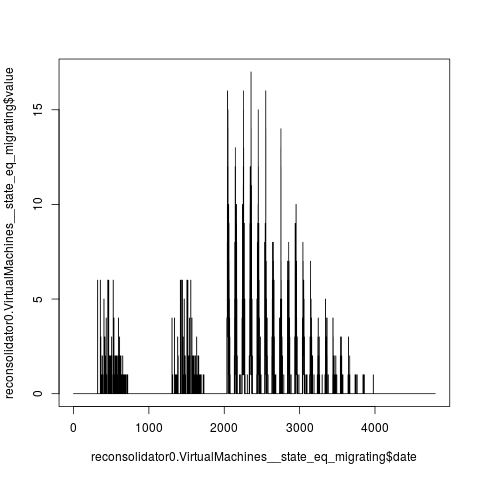 reconsolidator0.VirtualMachines__state_eq_migrating$value
15
10
5
0
0 1000 2000 3000 4000
reconsolidator0.VirtualMachines__state_eq_migrating$date